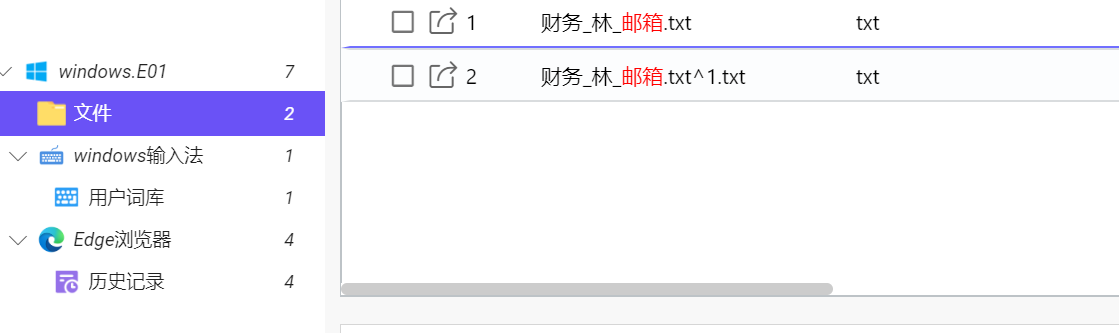 windows.E01 7
文件 2
windows输入法 1
用户词库 1
Edge浏览器 4
历史记录 4
1 财务_林_邮箱.txt txt
2 财务_林_邮箱.txt^1.txt txt